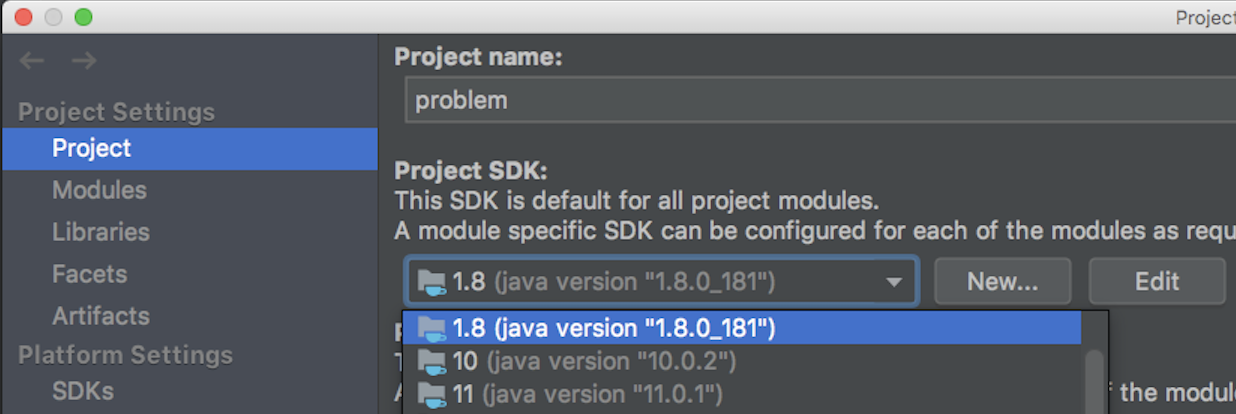 Project
Project Settings
Project
Modules
Libraries
Facets
Artifacts
Platform Settings
SDKs
Project name:
problem
Project SDK:
This SDK is default for all project modules.
A module specific SDK can be configured for each of the modules as requ
1.8 (java version "1.8.0_181")
New...
Edit
1.8 (java version "1.8.0_181")
10 (java version "10.0.2")
11 (java version "11.0.1")
the modul